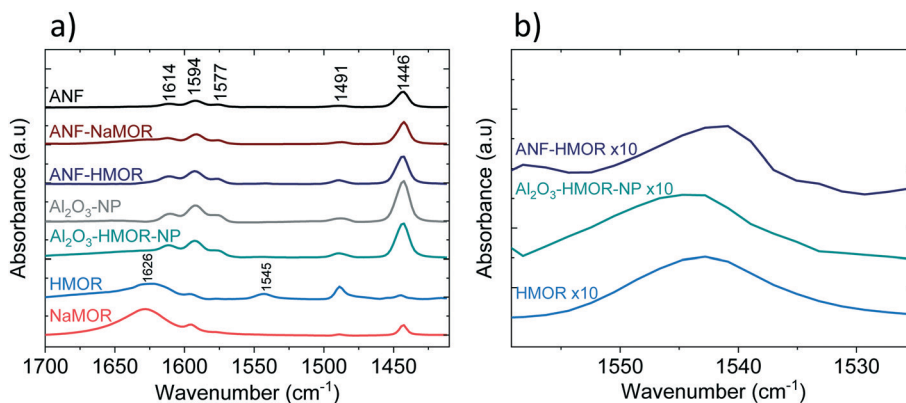 a)
1614
1594
1577
1491
1446
ANF
ANF-NaMOR
ANF-HMOR
Al₂O₃-NP
Al₂O₃-HMOR-NP
1626
1545
HMOR
NaMOR
Absorbance (a.u)
1700 1650 1600 1550 1500 1450
Wavenumber (cm⁻¹)
b)
ANF-HMOR x10
Al₂O₃-HMOR-NP x10
HMOR x10
Absorbance (a.u)
1550 1540 1530
Wavenumber (cm⁻¹)